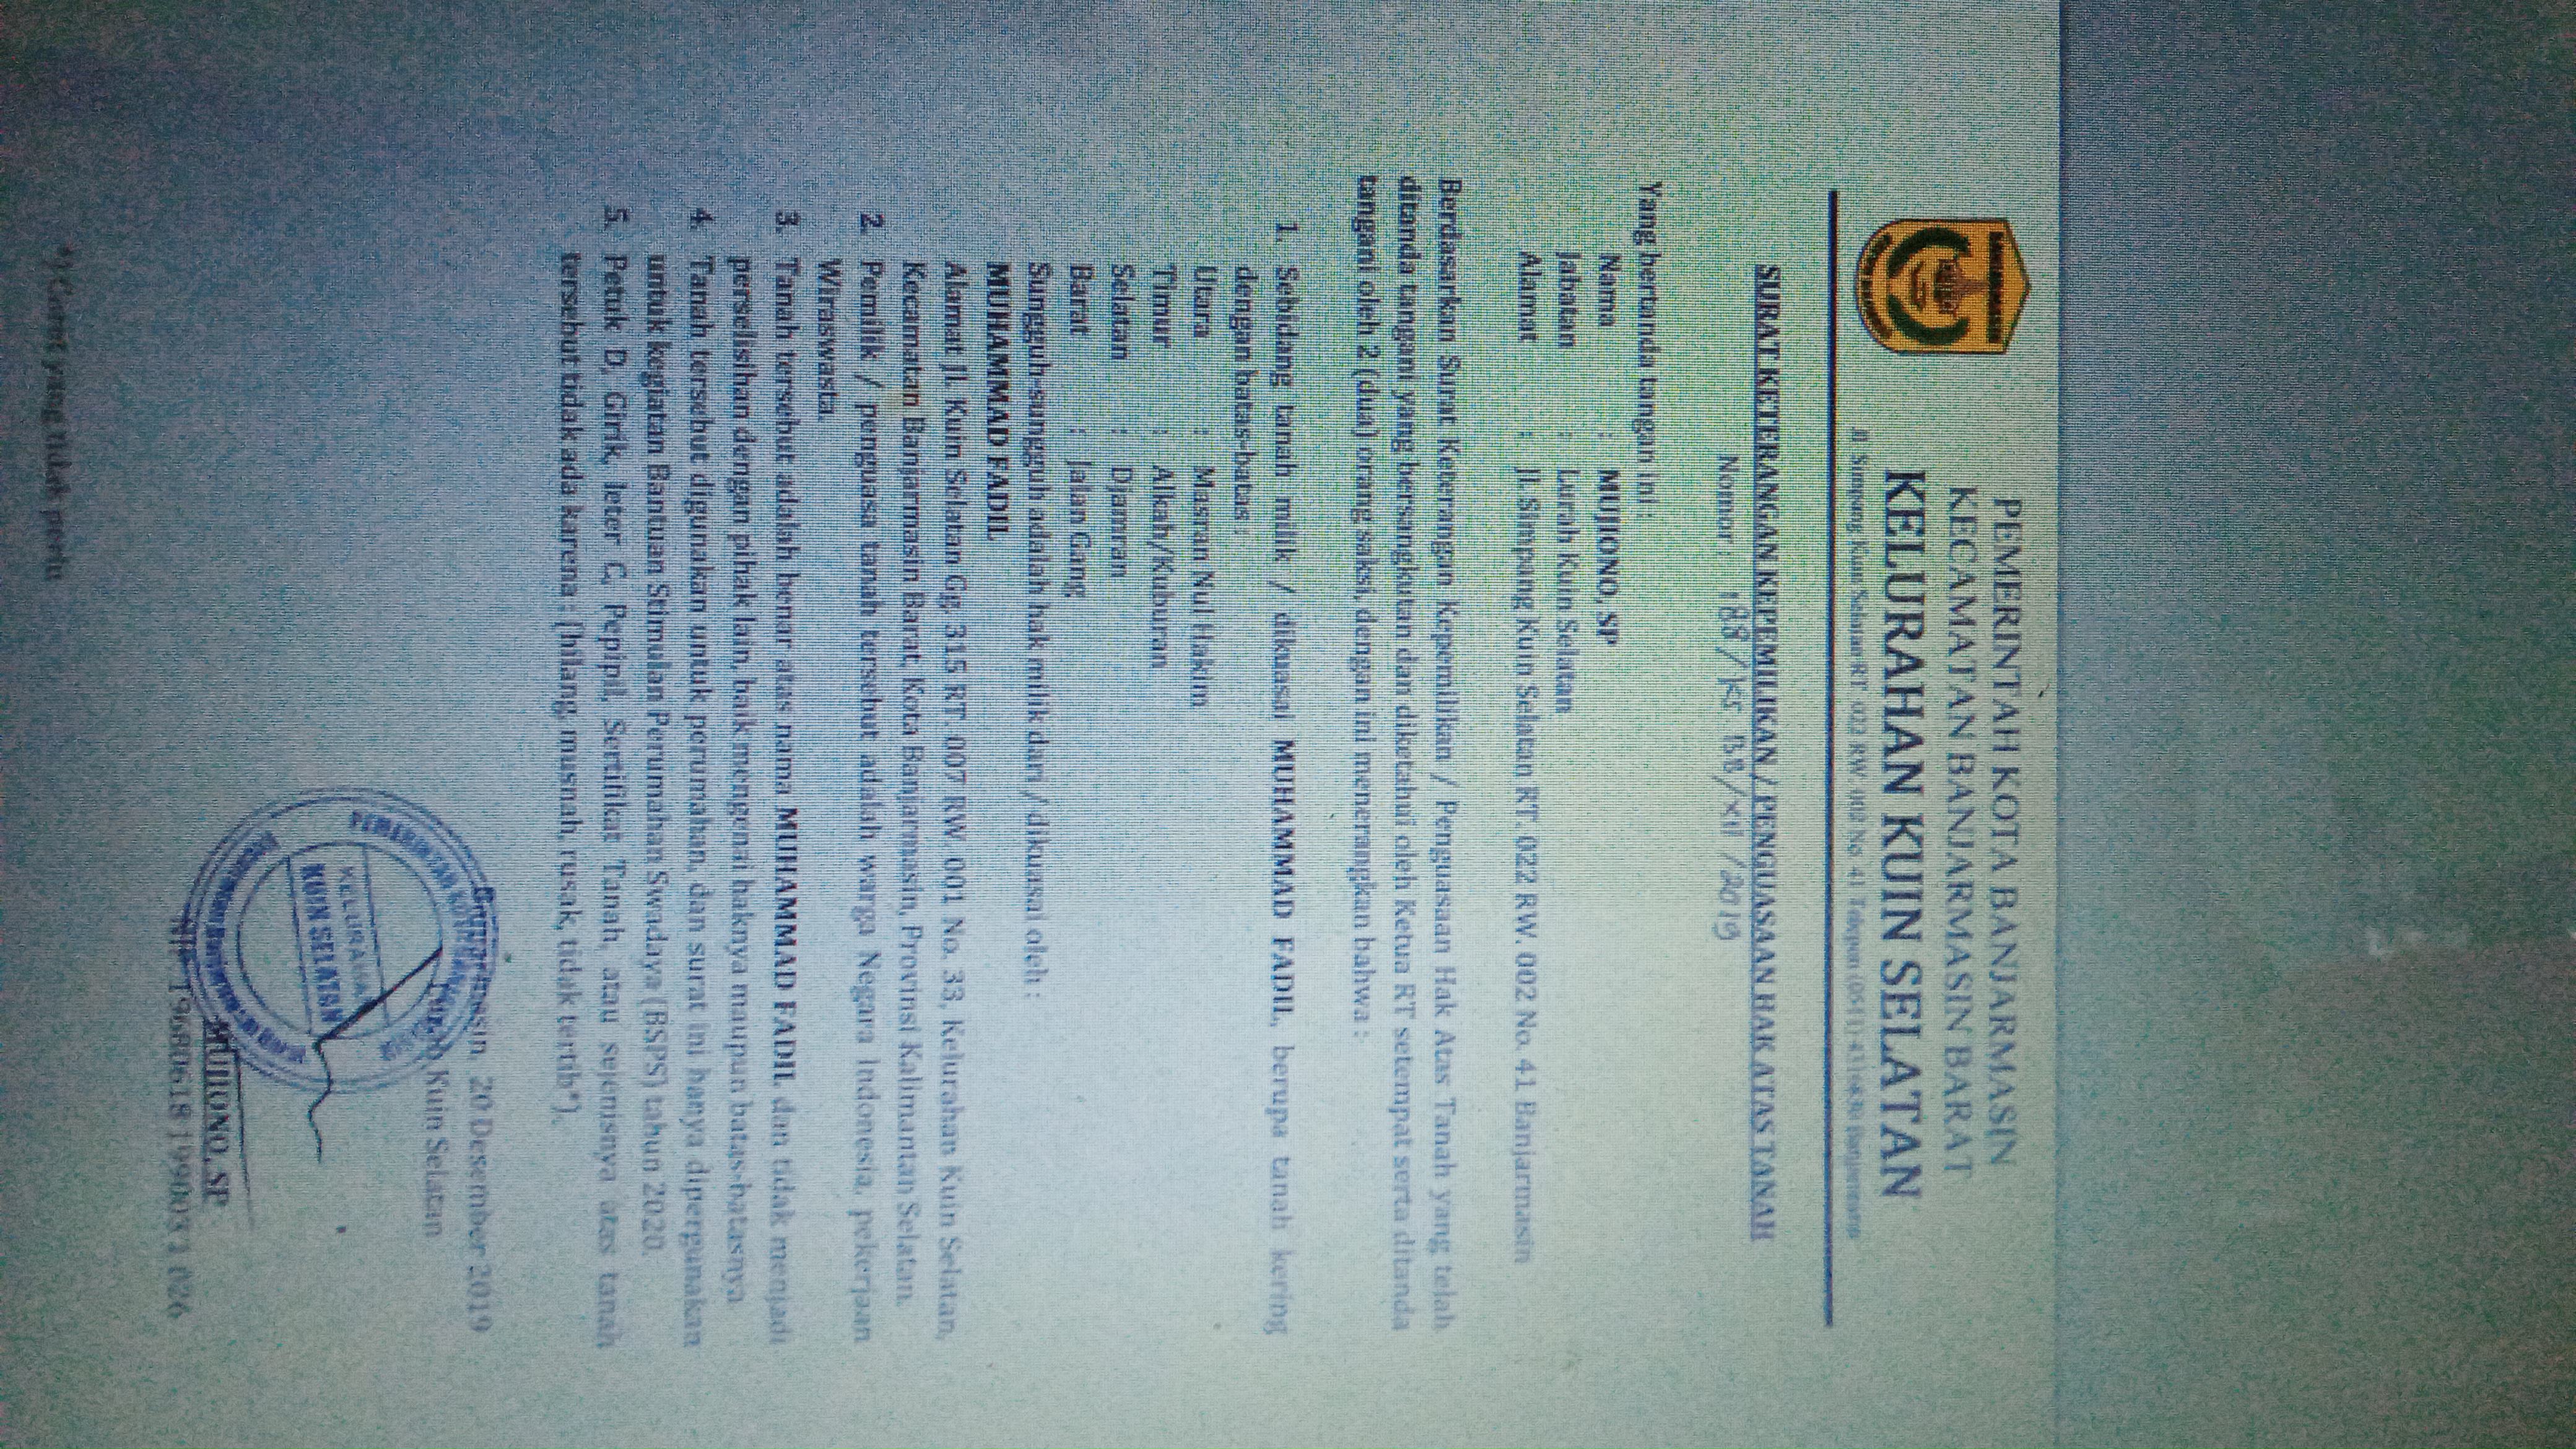 PEMERINTAH KOTA BANJARMASIN
KECAMATAN BANJARMASIN BARAT
KELURAHAN KUIN SELATAN
Jl. Simpang Kuin Selatan RT. 022 RW. 002 No. 41 Telepon (0511) Banjarmasin
SURAT KETERANGAN KEPEMILIKAN / PENGUASAAN HAK ATAS TANAH
Nomor : 188 / KS BB / XII / 2019
Yang bertanda tangan ini :
Nama : MUJIONO, SP
Jabatan : Lurah Kuin Selatan
Alamat : Jl. Simpang Kuin Selatan RT. 022 RW. 002 No. 41 Banjarmasin
Berdasarkan Surat Keterangan Kepemilikan / Penguasaan Hak Atas Tanah yang telah
ditanda tangani yang bersangkutan dan diketahui oleh Ketua RT setempat serta ditanda
tangani oleh 2 (dua) orang saksi, dengan ini menerangkan bahwa :
1. Sebidang tanah milik / dikuasai MUHAMMAD FADIL, berupa tanah kering
dengan batas-batas :
Utara : Masran Nul Hakim
Timur : Alkah/Kuburan
Selatan : Djamran
Barat : Jalan Gang
Sungguh-sungguh adalah hak milik dari / dikuasai oleh :
MUHAMMAD FADIL
Alamat Jl. Kuin Selatan Gg. 315 RT. 007 RW. 001 No. 33, Kelurahan Kuin Selatan,
Kecamatan Banjarmasin Barat, Kota Banjarmasin, Provinsi Kalimantan Selatan.
2. Pemilik / penguasa tanah tersebut adalah warga Negara Indonesia, pekerjaan
Wiraswasta.
3. Tanah tersebut adalah benar atas nama MUHAMMAD FADIL dan tidak menjadi
perselisihan dengan pihak lain, baik mengenai haknya maupun batas-batasnya
4. Tanah tersebut digunakan untuk perumahan, dan surat ini hanya dipergunakan
untuk kegiatan Bantuan Stimulan Perumahan Swadaya (BSPS) tahun 2020.
5. Petuk D, Girik, leter C, Pepipil, Sertifikat Tanah, atau sejenisnya atas tanah
tersebut tidak ada karena : (hilang, musnah, rusak, tidak tertib*).
Banjarmasin, 20 Desember 2019
Lurah Kuin Selatan
KELURAHAN
KUIN SELATAN
MUJIONO, SP
NIP. 19680618 199003 1 026
*) Coret yang tidak perlu